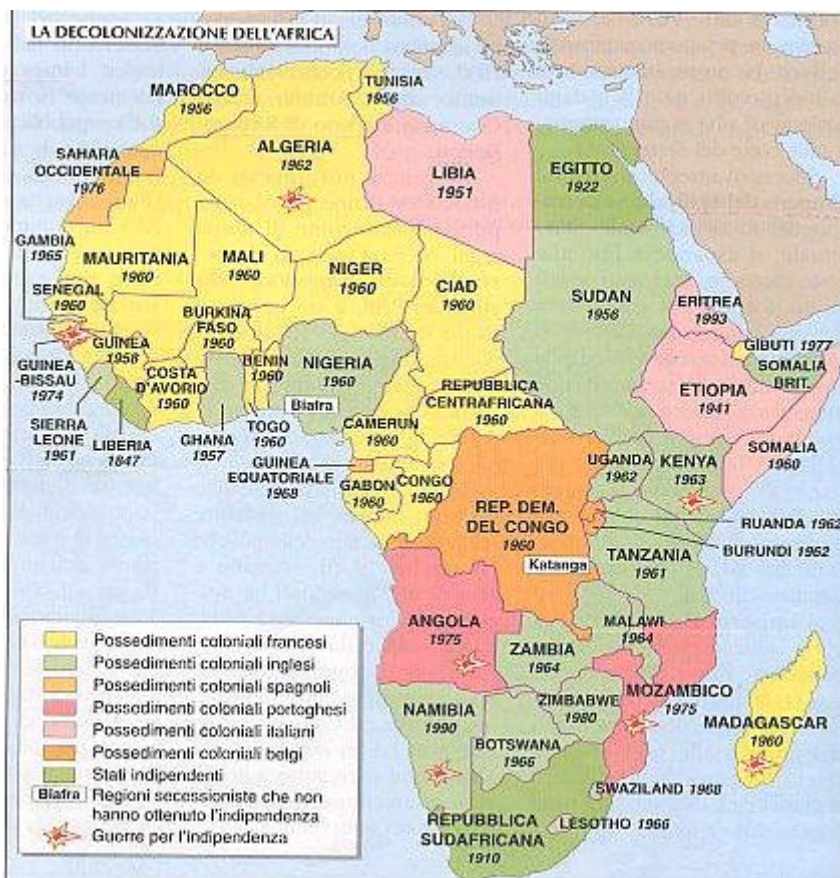 LA DECOLONIZZAZIONE DELL'AFRICA
MAROCCO
1956
TUNISIA
1956
ALGERIA
1962
LIBIA
1951
EGITTO
1922
SAHARA
OCCIDENTALE
1976
GAMBIA
1965
MAURITANIA
1960
MALI
1960
NIGER
1960
CIAD
1960
SUDAN
1956
ERITREA
1993
SENEGAL
1960
BURKINA
FASO
1960
GIBUTI 1977
SOMALIA
BRIT.
GUINEA
1958
GUINEA
-BISSAU
1974
COSTA
D'AVORIO
1960
BENIN
1960
NIGERIA
1960
Biafra
REPUBBLICA
CENTRAFRICANA
1960
ETIOPIA
1941
SIERRA
LEONE
1961
LIBERIA
1847
GHANA
1957
TOGO
1960
CAMERUN
1960
SOMALIA
1960
GUINEA
EQUATORIALE
1968
GABON
1960
CONGO
1960
UGANDA
1962
KENYA
1963
REP. DEM.
DEL CONGO
1960
RUANDA 1962
BURUNDI 1962
Katanga
TANZANIA
1961
ANGOLA
1975
MALAWI
1964
ZAMBIA
1964
MOZAMBICO
1975
NAMIBIA
1990
ZIMBABWE
1980
MADAGASCAR
1960
BOTSWANA
1966
SWAZILAND 1968
LESOTHO 1966
REPUBBLICA
SUDAFRICANA
1910
Possedimenti coloniali francesi
Possedimenti coloniali inglesi
Possedimenti coloniali spagnoli
Possedimenti coloniali portoghesi
Possedimenti coloniali italiani
Possedimenti coloniali belgi
Stati indipendenti
Biafra Regioni secessioniste che non
hanno ottenuto l'indipendenza
Guerre per l'indipendenza